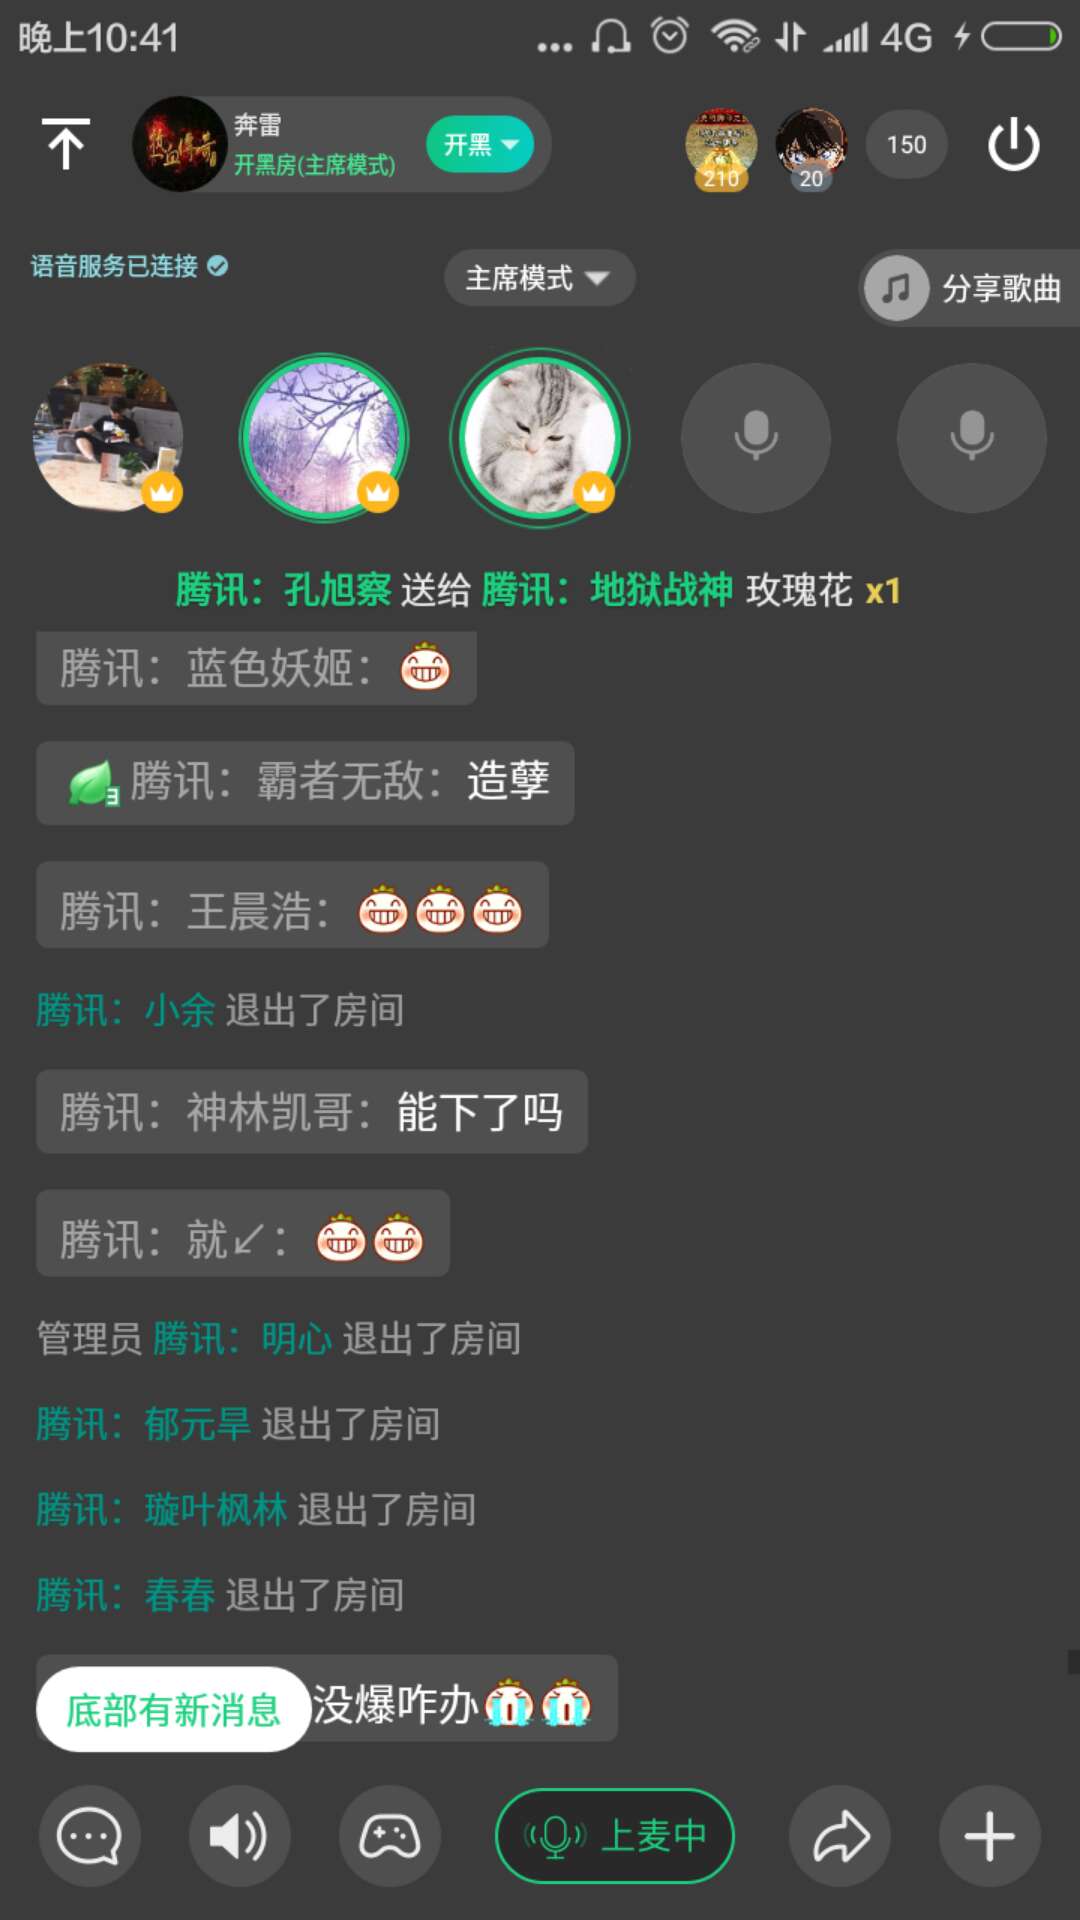 晚上10:41
4G
奔雷
开黑房(主席模式)
开黑
210
20
150
语音服务已连接
主席模式
分享歌曲
腾讯：孔旭察 送给 腾讯：地狱战神 玫瑰花 x1
腾讯：蓝色妖姬：
3 腾讯：霸者无敌：造孽
腾讯：王晨浩：
腾讯：小余 退出了房间
腾讯：神林凯哥：能下了吗
腾讯：就↙：
管理员 腾讯：明心 退出了房间
腾讯：郁元旱 退出了房间
腾讯：璇叶枫林 退出了房间
腾讯：春春 退出了房间
没爆咋办
底部有新消息
上麦中